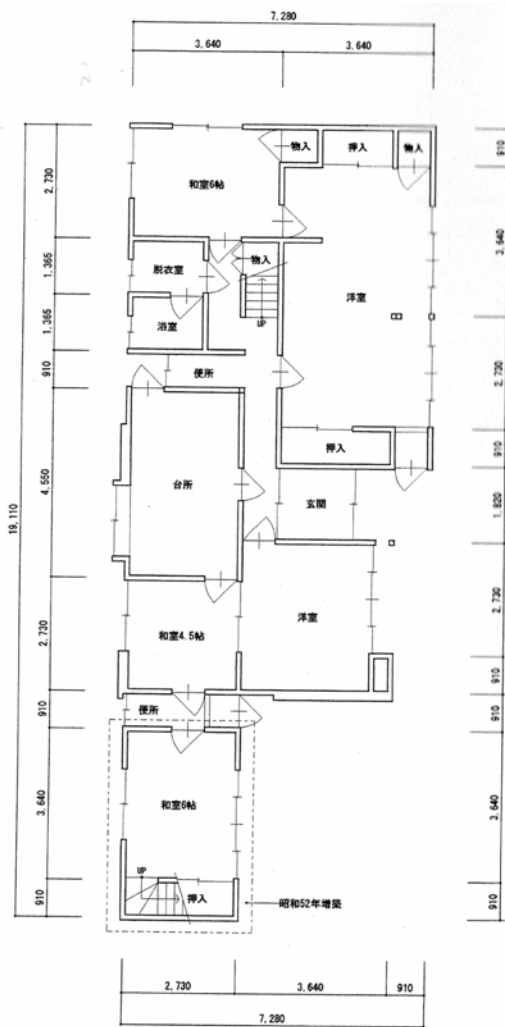 7,280
3,640
3,640
物入
押入
物入
910
和室6帖
2,730
3,640
脱衣室
物入
1,365
洋室
浴室
UP
1,365
2,730
便所
910
押入
910
台所
4,550
玄関
1,820
19,110
洋室
2,730
和室4.5帖
2,730
910
便所
910
910
和室6帖
3,640
3,640
UP
押入
昭和52年増築
910
910
2,730
3,640
910
7,280